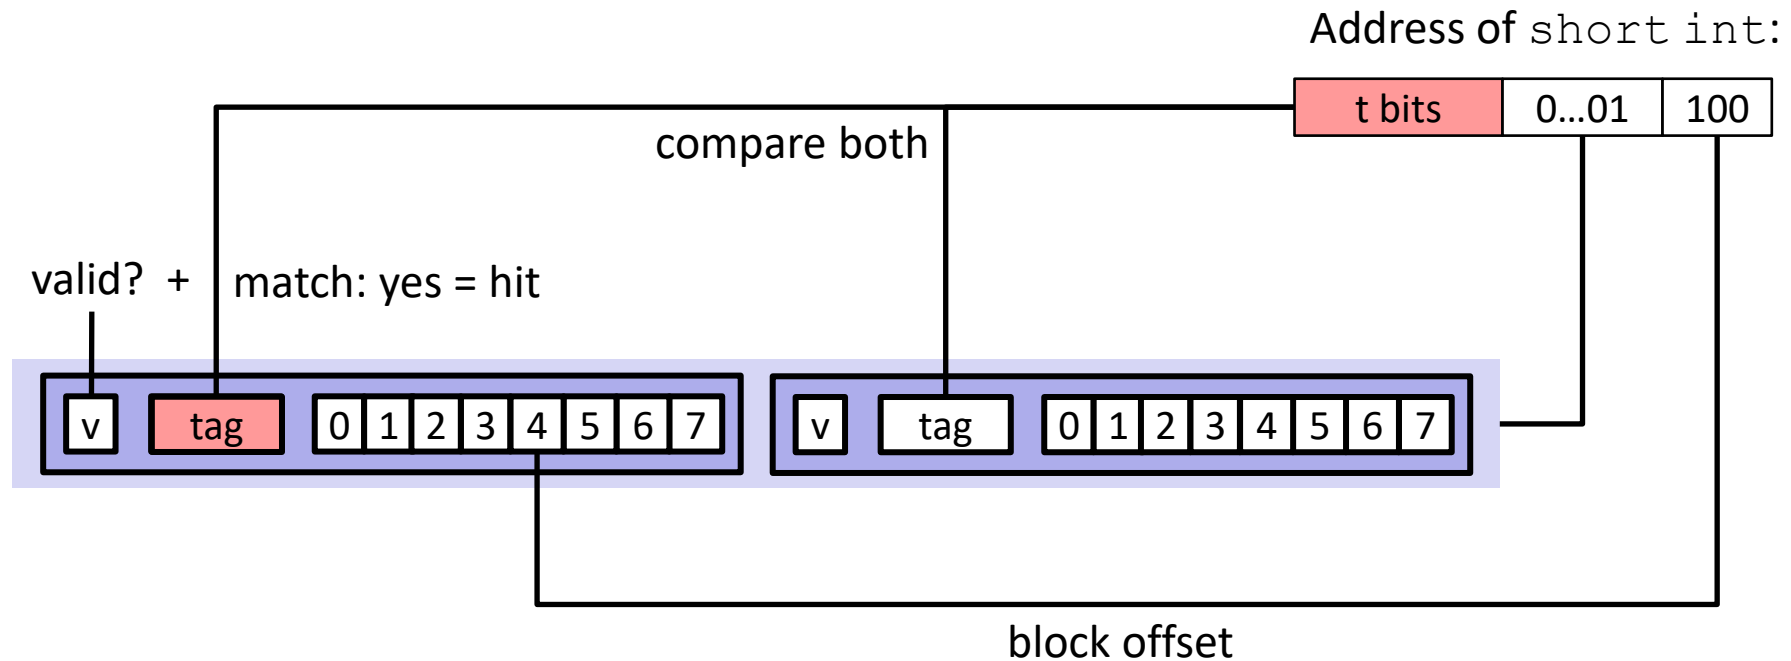 Address of short int:
t bits 0...01 100
compare both
valid? + match: yes = hit
v tag 0 1 2 3 4 5 6 7 v tag 0 1 2 3 4 5 6 7
block offset